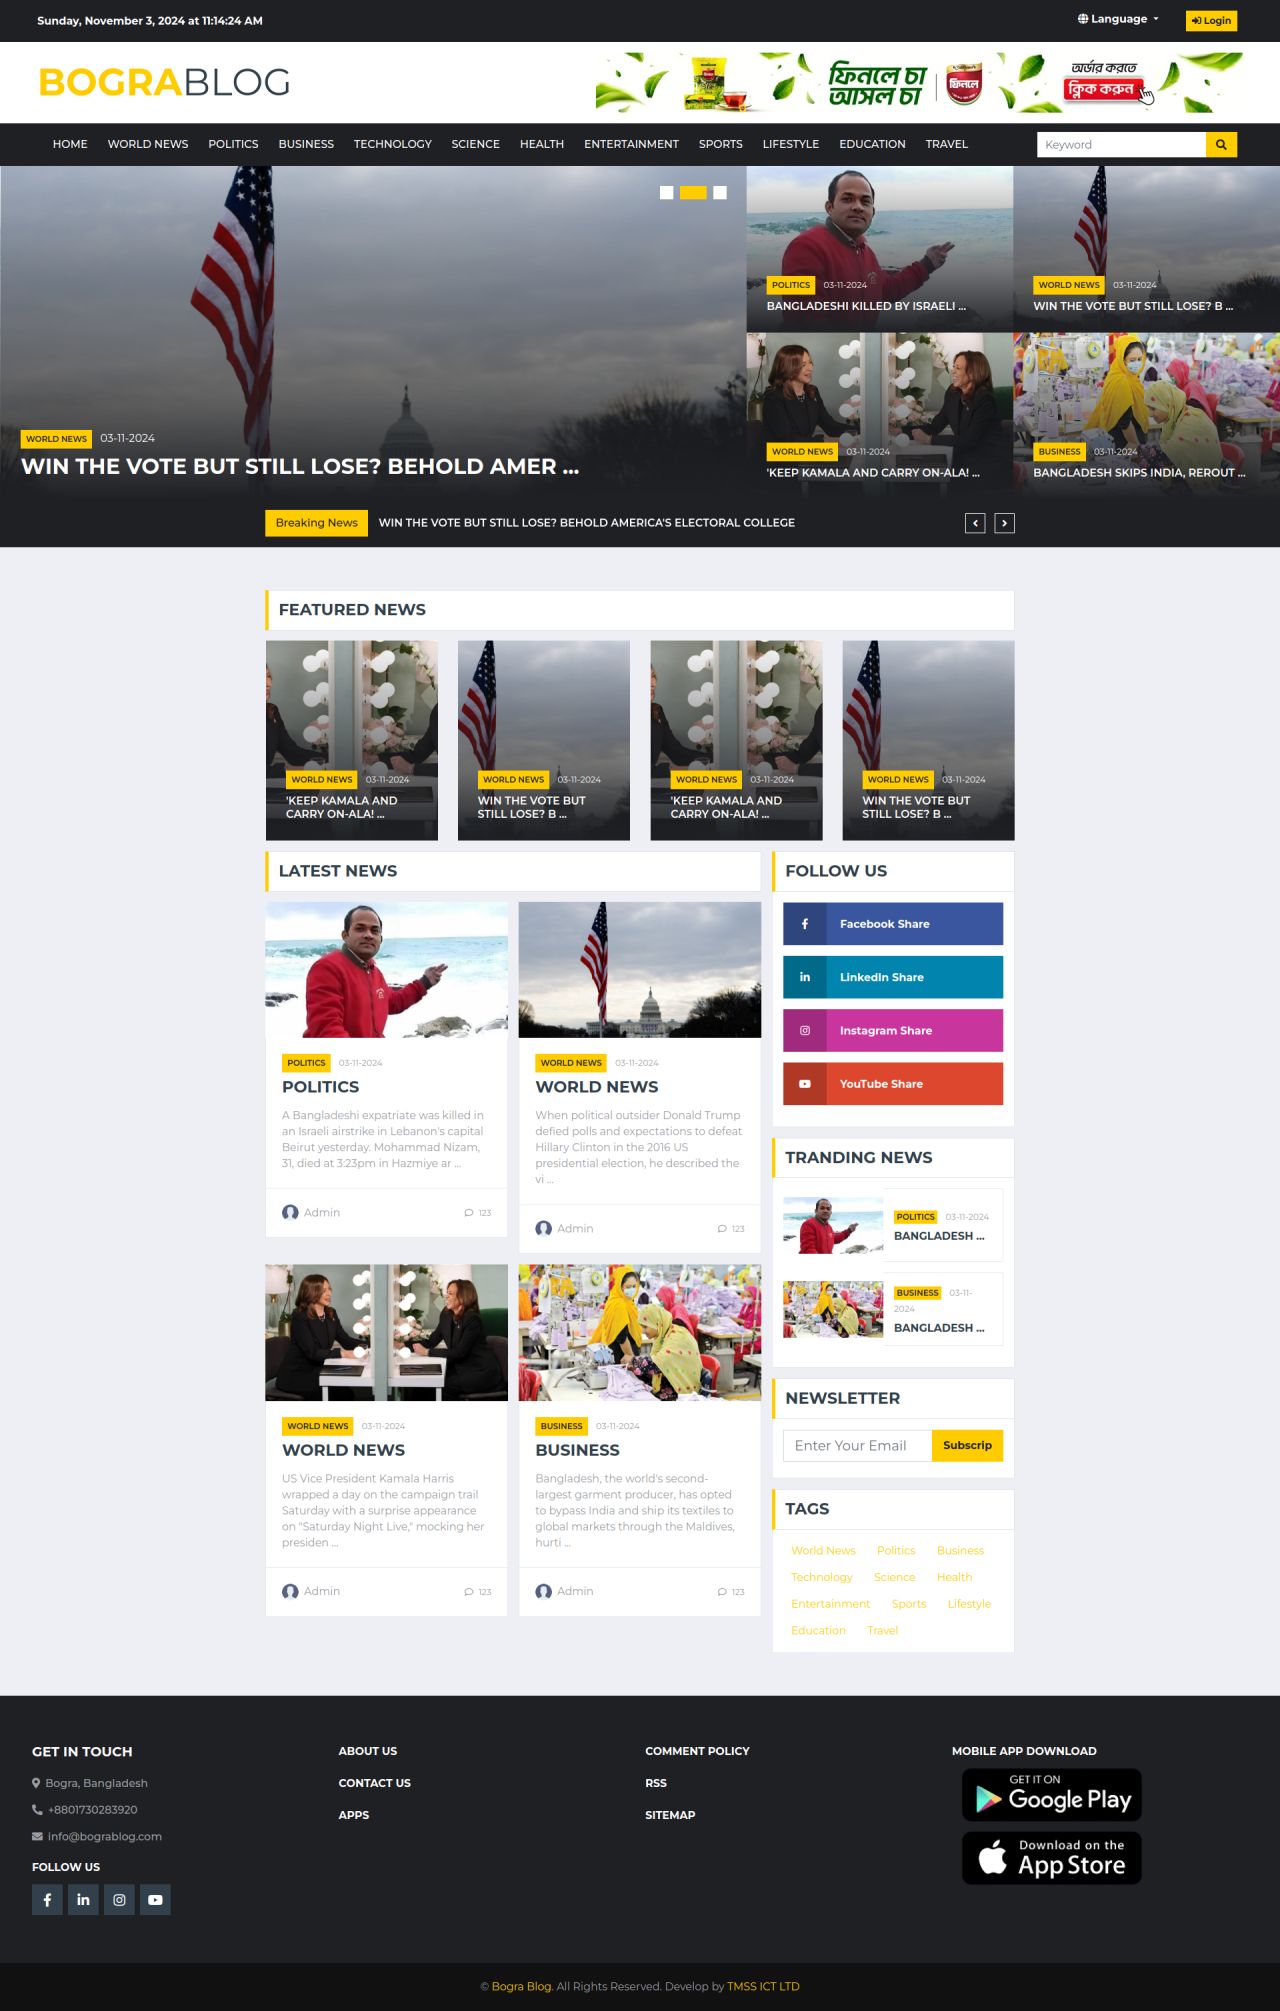 Sunday, November 3, 2024 at 11:14:24 AM
Language
Login
BOGRABLOG
ফিনলে চা
আসল চা
ফিনলে
অর্ডার করতে
ক্লিক করুন
HOME WORLD NEWS POLITICS BUSINESS TECHNOLOGY SCIENCE HEALTH ENTERTAINMENT SPORTS LIFESTYLE EDUCATION TRAVEL
Keyword
WORLD NEWS 03-11-2024
WIN THE VOTE BUT STILL LOSE? BEHOLD AMER ...
POLITICS 03-11-2024
BANGLADESHI KILLED BY ISRAELI ...
WORLD NEWS 03-11-2024
WIN THE VOTE BUT STILL LOSE? B ...
WORLD NEWS 03-11-2024
'KEEP KAMALA AND CARRY ON-ALA! ...
BUSINESS 03-11-2024
BANGLADESH SKIPS INDIA, REROUT ...
Breaking News WIN THE VOTE BUT STILL LOSE? BEHOLD AMERICA'S ELECTORAL COLLEGE
FEATURED NEWS
WORLD NEWS 03-11-2024
'KEEP KAMALA AND
CARRY ON-ALA! ...
WORLD NEWS 03-11-2024
WIN THE VOTE BUT
STILL LOSE? B ...
WORLD NEWS 03-11-2024
'KEEP KAMALA AND
CARRY ON-ALA! ...
WORLD NEWS 03-11-2024
WIN THE VOTE BUT
STILL LOSE? B ...
LATEST NEWS
POLITICS 03-11-2024
POLITICS
A Bangladeshi expatriate was killed in
an Israeli airstrike in Lebanon's capital
Beirut yesterday. Mohammad Nizam,
31, died at 3:23pm in Hazmiye ar ...
Admin 123
WORLD NEWS 03-11-2024
WORLD NEWS
When political outsider Donald Trump
defied polls and expectations to defeat
Hillary Clinton in the 2016 US
presidential election, he described the
vi ...
Admin 123
WORLD NEWS 03-11-2024
WORLD NEWS
US Vice President Kamala Harris
wrapped a day on the campaign trail
Saturday with a surprise appearance
on "Saturday Night Live," mocking her
presiden ...
Admin 123
BUSINESS 03-11-2024
BUSINESS
Bangladesh, the world's second-
largest garment producer, has opted
to bypass India and ship its textiles to
global markets through the Maldives,
hurti ...
Admin 123
FOLLOW US
Facebook Share
LinkedIn Share
Instagram Share
YouTube Share
TRANDING NEWS
POLITICS 03-11-2024
BANGLADESH ...
BUSINESS 03-11-
2024
BANGLADESH ...
NEWSLETTER
Enter Your Email Subscrip
TAGS
World News Politics Business
Technology Science Health
Entertainment Sports Lifestyle
Education Travel
GET IN TOUCH
Bogra, Bangladesh
+8801730283920
info@bograblog.com
FOLLOW US
ABOUT US
CONTACT US
APPS
COMMENT POLICY
RSS
SITEMAP
MOBILE APP DOWNLOAD
GET IT ON
Google Play
Download on the
App Store
© Bogra Blog. All Rights Reserved. Develop by TMSS ICT LTD